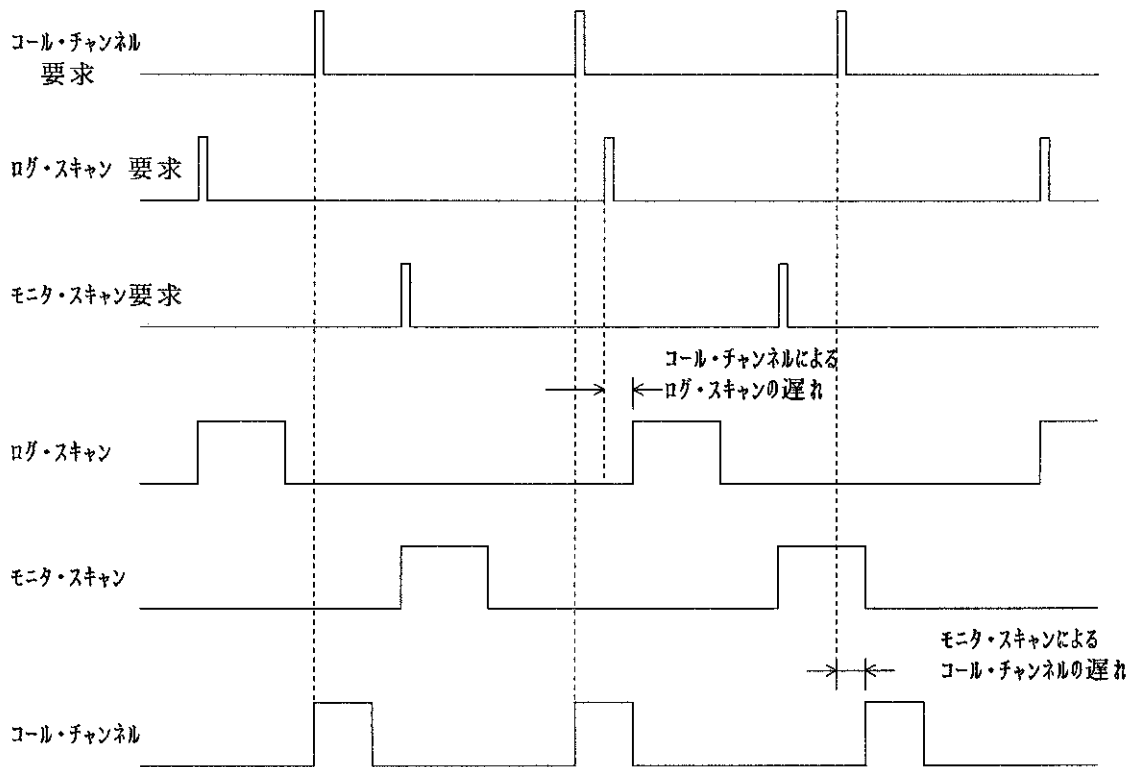 コール・チャンネル
要求
ログ・スキャン 要求
モニタ・スキャン要求
コール・チャンネルによる
ログ・スキャンの遅れ
ログ・スキャン
モニタ・スキャン
モニタ・スキャンによる
コール・チャンネルの遅れ
コール・チャンネル